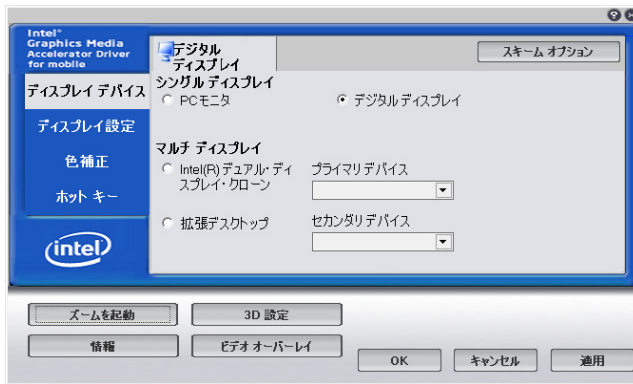 Intel®
Graphics Media
Accelerator Driver
for mobile
デジタル
ディスプレイ
スキーム オプション
ディスプレイ デバイス
シングル ディスプレイ
PCモニタ
デジタル ディスプレイ
ディスプレイ設定
マルチ ディスプレイ
色補正
Intel(R) デュアル・ディ
スプレイ・クローン
プライマリ デバイス
ホット キー
拡張デスクトップ
セカンダリ デバイス
intel
ズームを起動
3D 設定
情報
ビデオ オーバーレイ
OK
キャンセル
適用